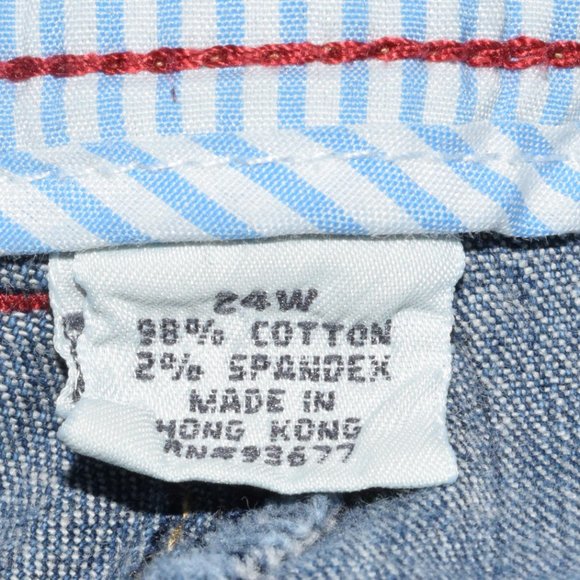 24W
98% COTTON
2% SPANDEX
MADE IN
HONG KONG
RN#93677